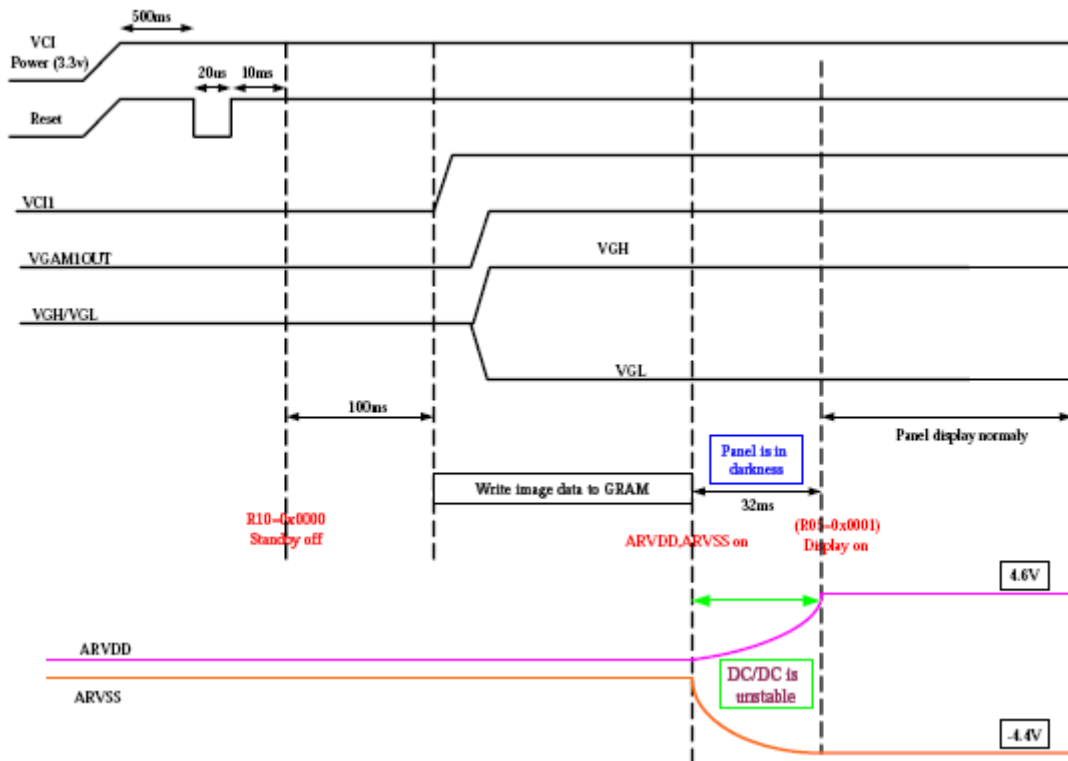 500ms
VCI
Power (3.3v)
20us
10ms
Reset
VCI1
VGAM1OUT
VGH
VGH/VGL
VGL
100ms
Panel display normaly
Panel is in
darkness
Write image data to GRAM
32ms
R10=0x0000
Standby off
ARVDD,ARVSS on
(R05=0x0001)
Display on
4.6V
ARVDD
ARVSS
DC/DC is
unstable
-4.4V